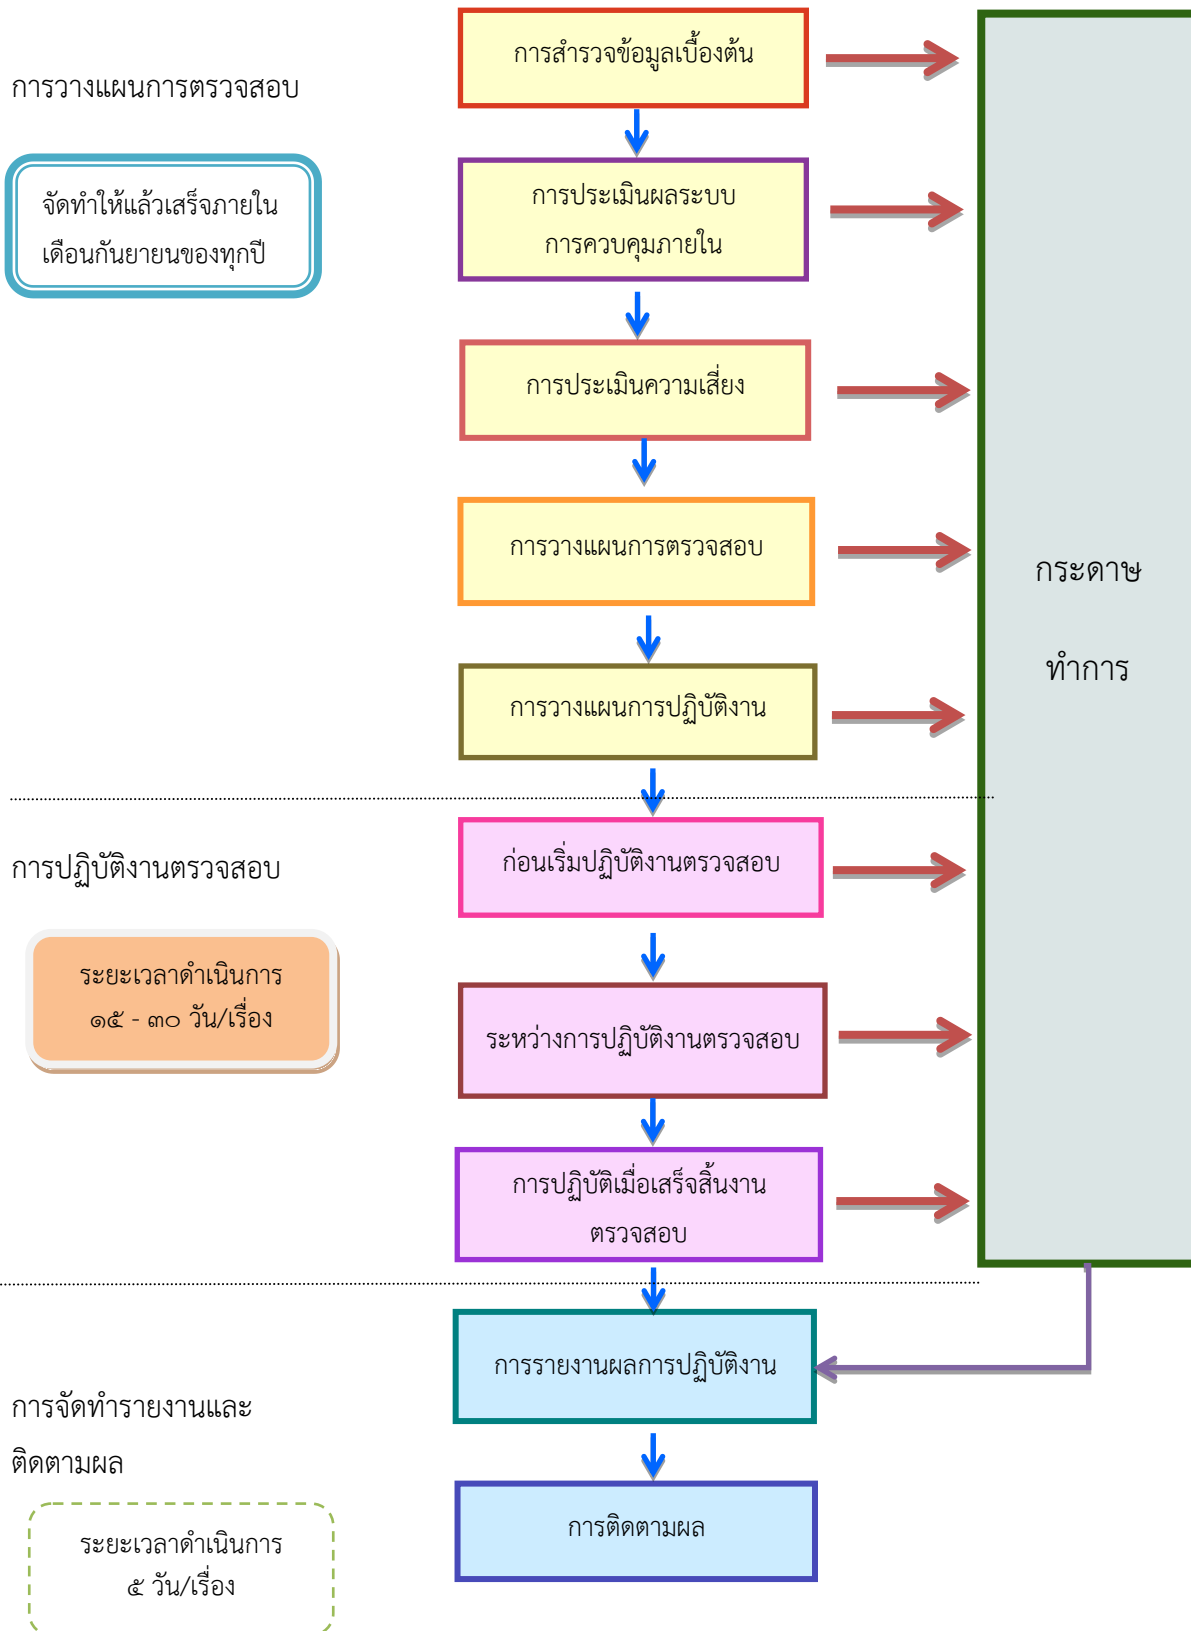 การสำรวจข้อมูลเบื้องต้น
การวางแผนการตรวจสอบ
จัดทำให้แล้วเสร็จภายใน
เดือนกันยายนของทุกปี
การประเมินผลระบบ
การควบคุมภายใน
การประเมินความเสี่ยง
การวางแผนการตรวจสอบ
การวางแผนการปฏิบัติงาน
กระดาษ
ทำการ
การปฏิบัติงานตรวจสอบ
ระยะเวลาดำเนินการ
๑๕ - ๓๐ วัน/เรื่อง
ก่อนเริ่มปฏิบัติงานตรวจสอบ
ระหว่างการปฏิบัติงานตรวจสอบ
การปฏิบัติเมื่อเสร็จสิ้นงาน
ตรวจสอบ
การจัดทำรายงานและ
ติดตามผล
ระยะเวลาดำเนินการ
๕ วัน/เรื่อง
การรายงานผลการปฏิบัติงาน
การติดตามผล